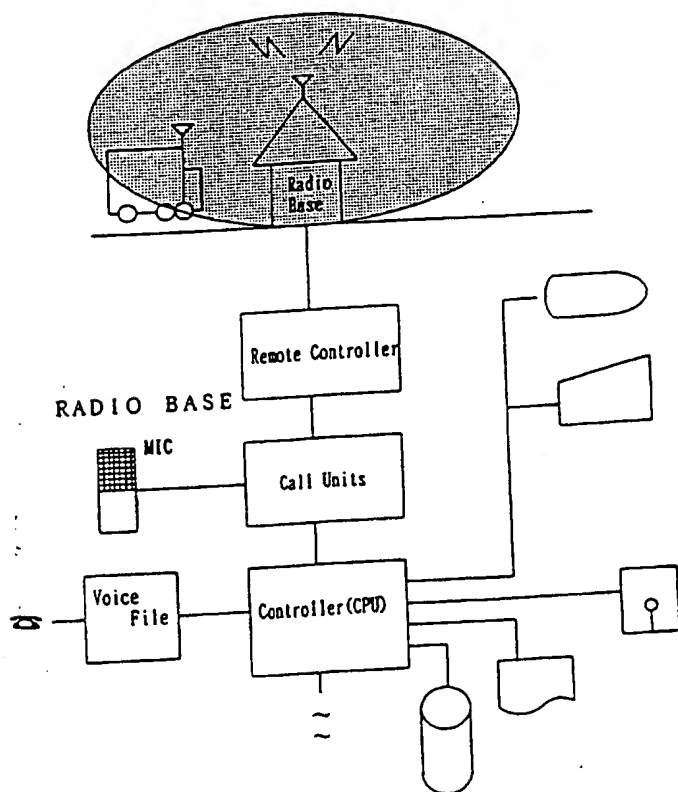 Radio
Base
Remote Controller
RADIO BASE
MIC
Call Units
Voice
File
Controller(CPU)